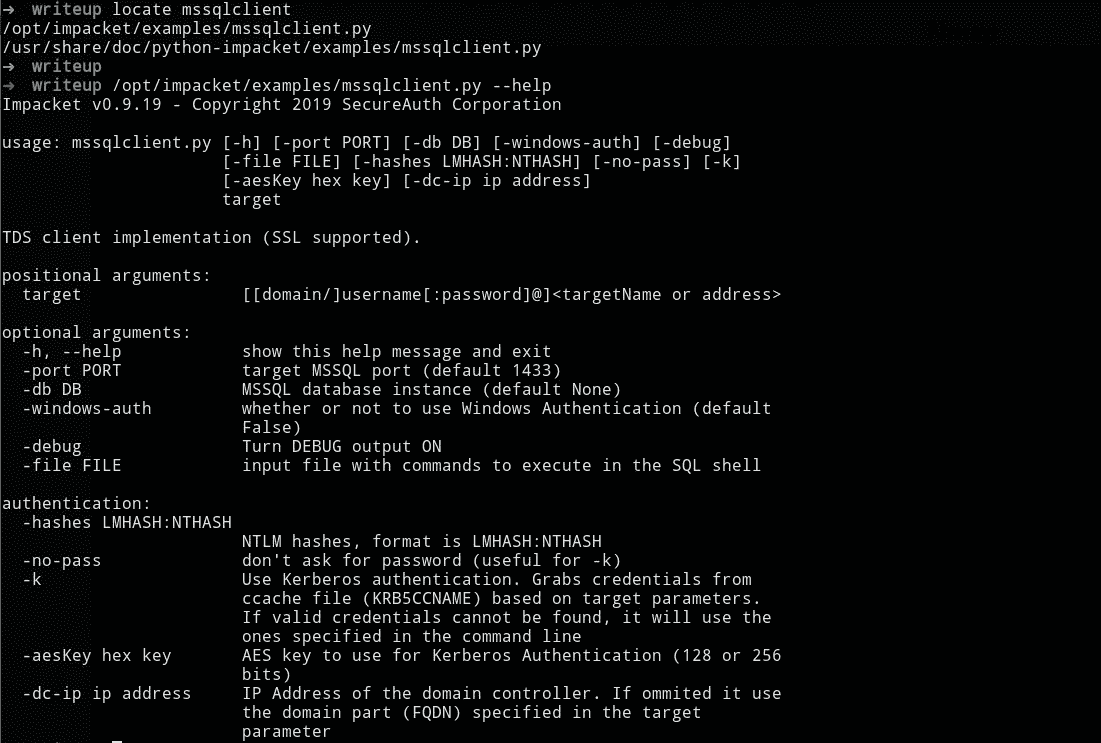 →  writeup locate mssqlclient
/opt/impacket/examples/mssqlclient.py
/usr/share/doc/python-impacket/examples/mssqlclient.py
→  writeup
→  writeup /opt/impacket/examples/mssqlclient.py --help
Impacket v0.9.19 - Copyright 2019 SecureAuth Corporation

usage: mssqlclient.py [-h] [-port PORT] [-db DB] [-windows-auth] [-debug]
                      [-file FILE] [-hashes LMHASH:NTHASH] [-no-pass] [-k]
                      [-aesKey hex key] [-dc-ip ip address]
                      target

TDS client implementation (SSL supported).

positional arguments:
  target                [[domain/]username[:password]@]<targetName or address>

optional arguments:
  -h, --help            show this help message and exit
  -port PORT            target MSSQL port (default 1433)
  -db DB                MSSQL database instance (default None)
  -windows-auth         whether or not to use Windows Authentication (default
                        False)
  -debug                Turn DEBUG output ON
  -file FILE            input file with commands to execute in the SQL shell

authentication:
  -hashes LMHASH:NTHASH
                        NTLM hashes, format is LMHASH:NTHASH
  -no-pass              don't ask for password (useful for -k)
  -k                    Use Kerberos authentication. Grabs credentials from
                        ccache file (KRB5CCNAME) based on target parameters.
                        If valid credentials cannot be found, it will use the
                        ones specified in the command line
  -aesKey hex key       AES key to use for Kerberos Authentication (128 or 256
                        bits)
  -dc-ip ip address     IP Address of the domain controller. If ommited it use
                        the domain part (FQDN) specified in the target
                        parameter